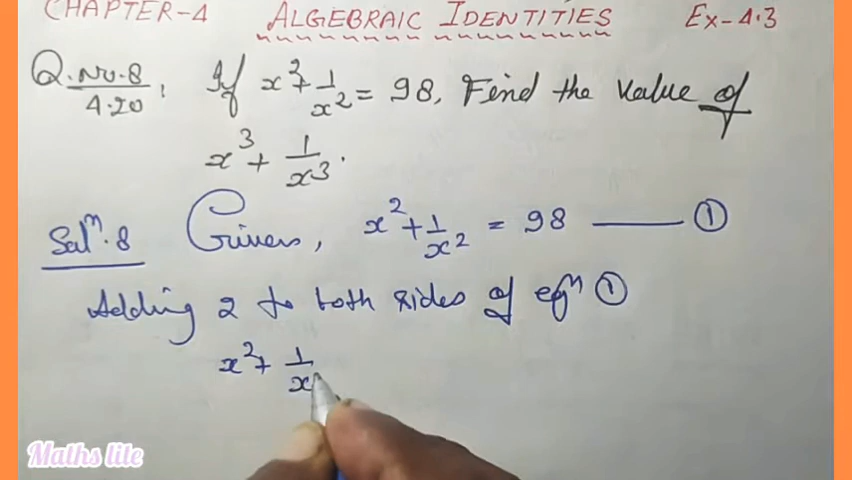 CHAPTER-4 ALGEBRAIC IDENTITIES Ex-4.3
Q.No.8 If x² + 1/x² = 98, Find the value of
4.20
x³ + 1/x³.
Solⁿ.8 Given, x² + 1/x² = 98 —— ①
Adding 2 to both sides of eqⁿ ①
x² + 1/x
Maths lite